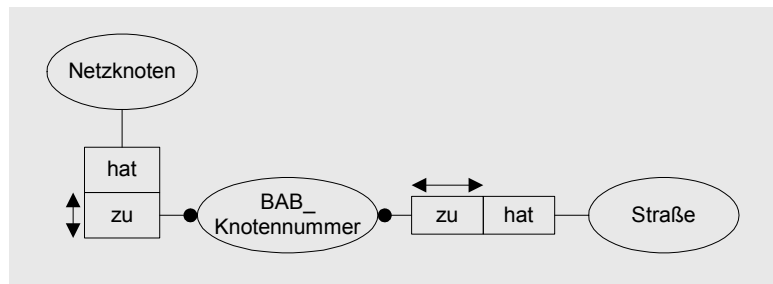 Netzknoten
hat
zu
BAB_
Knotennummer
zu
hat
Straße